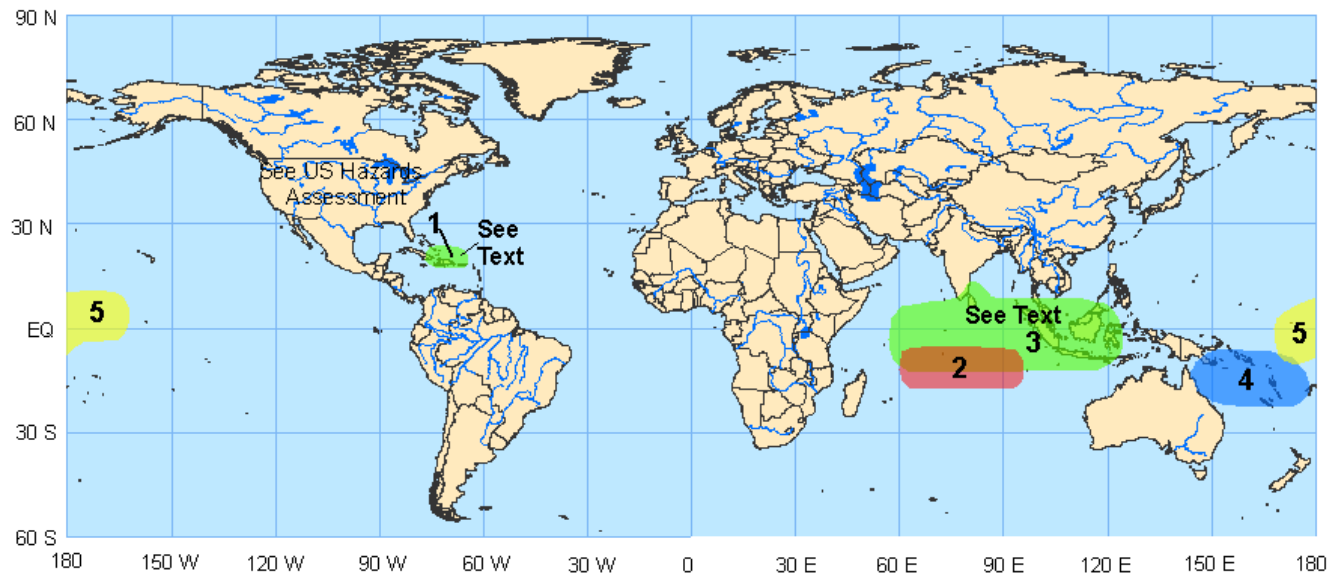 90 N
60 N
See US Hazards
Assessment
30 N
1
See
Text
5
EQ
See Text
3
5
2
4
30 S
60 S
180
150 W
120 W
90 W
60 W
30 W
0
30 E
60 E
90 E
120 E
150 E
180